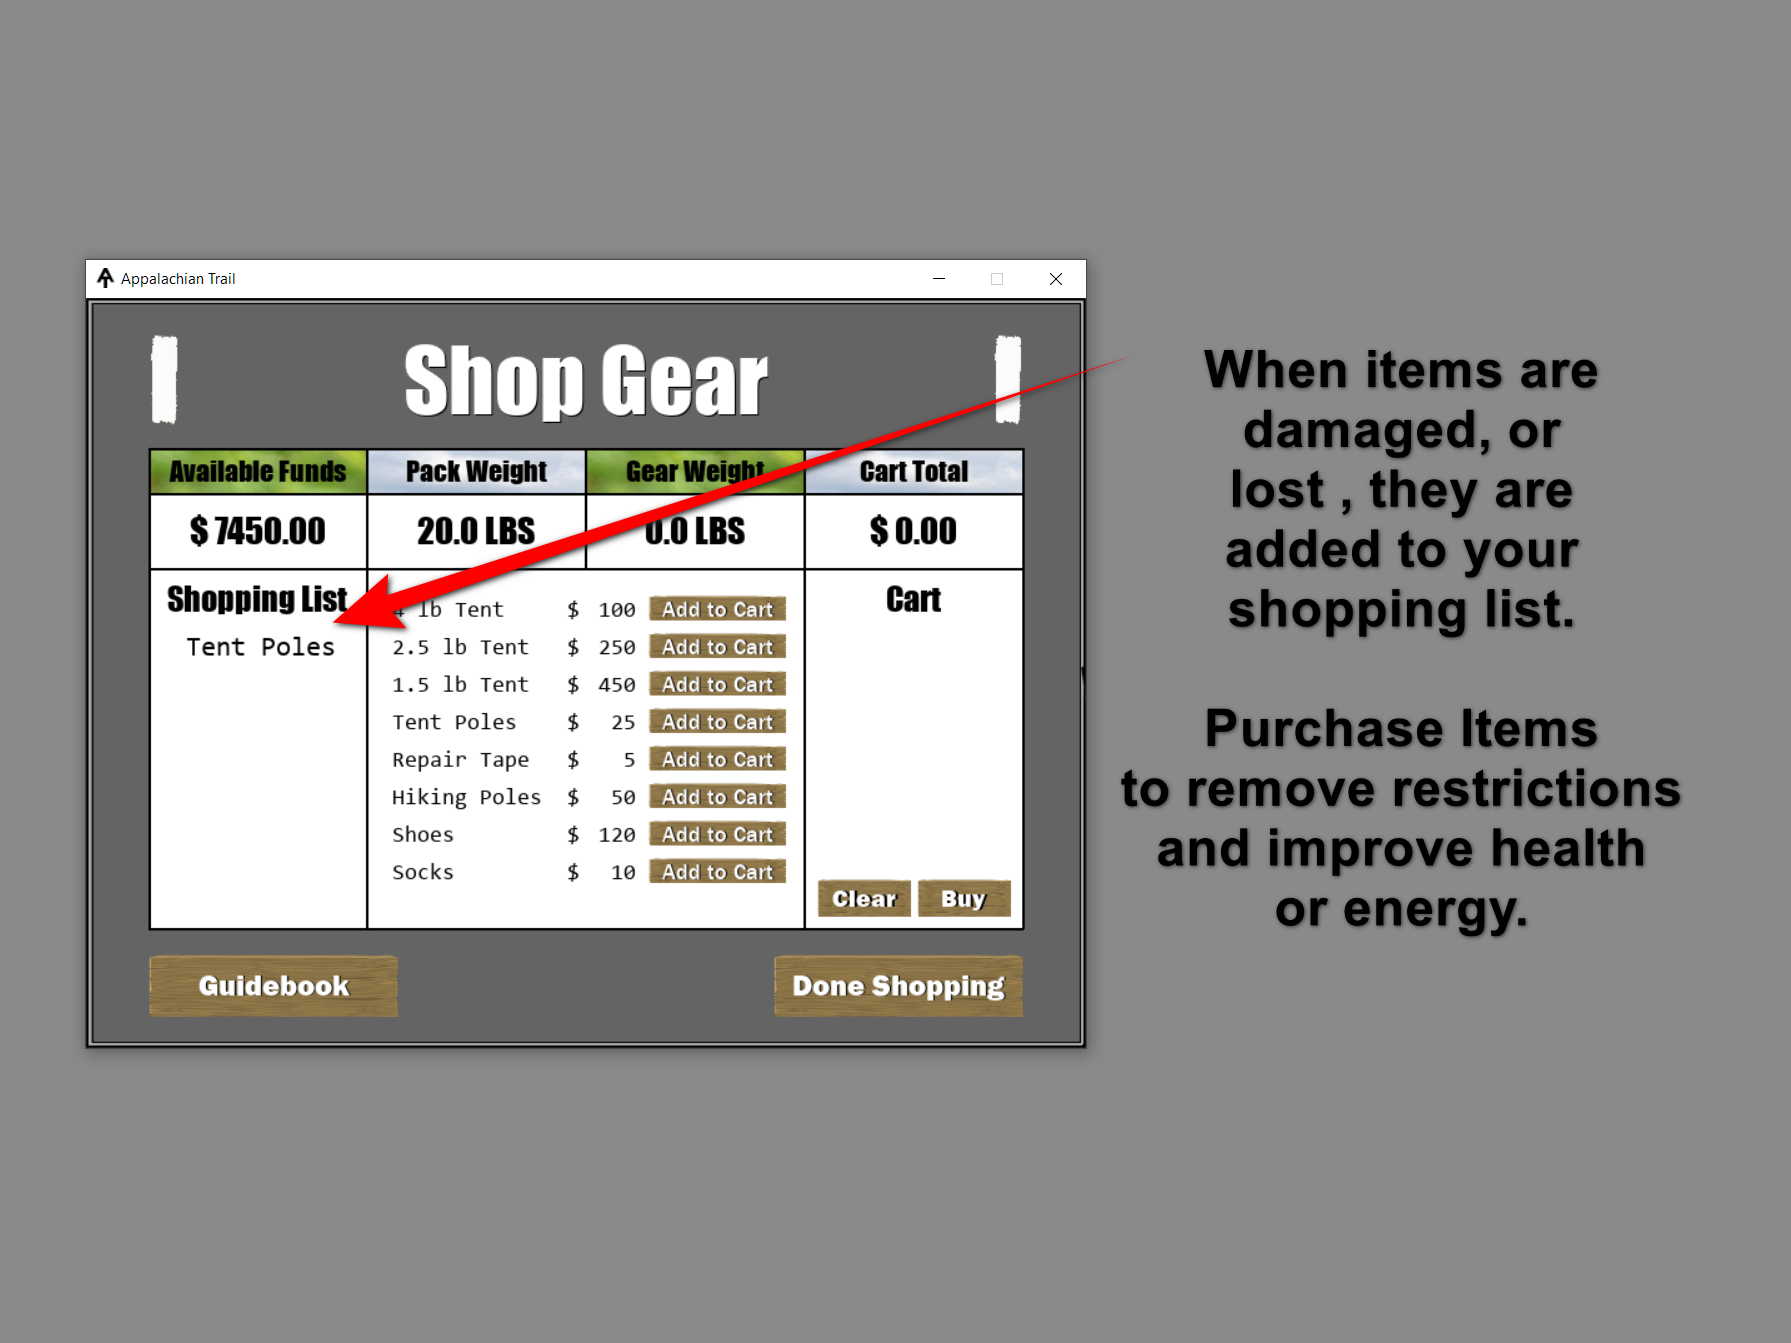 Appalachian Trail
Shop Gear
Available Funds Pack Weight Gear Weight Cart Total
$ 7450.00 20.0 LBS 0.0 LBS $ 0.00
Shopping List
Tent Poles
4 lb Tent $ 100 Add to Cart
2.5 lb Tent $ 250 Add to Cart
1.5 lb Tent $ 450 Add to Cart
Tent Poles $ 25 Add to Cart
Repair Tape $ 5 Add to Cart
Hiking Poles $ 50 Add to Cart
Shoes $ 120 Add to Cart
Socks $ 10 Add to Cart
Cart
Clear Buy
Guidebook Done Shopping
When items are
damaged, or
lost , they are
added to your
shopping list.
Purchase Items
to remove restrictions
and improve health
or energy.